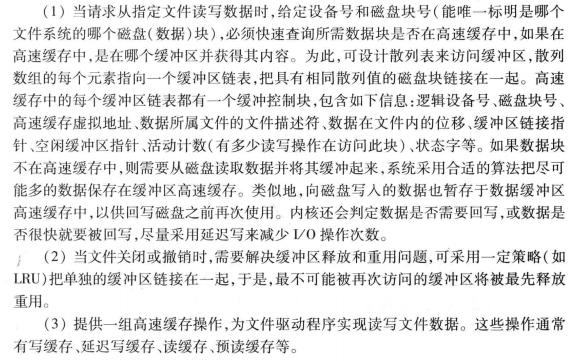 （1）当请求从指定文件读写数据时,给定设备号和磁盘块号(能唯一标明是哪个
文件系统的哪个磁盘(数据)块),必须快速查询所需数据块是否在高速缓存中,如果在
高速缓存中,是在哪个缓冲区并获得其内容。为此,可设计散列表来访问缓冲区,散列
数组的每个元素指向一个缓冲区链表,把具有相同散列值的磁盘块链接在一起。高速
缓存中的每个缓冲区链表都有一个缓冲控制块,包含如下信息:逻辑设备号、磁盘块号、
高速缓存虚拟地址、数据所属文件的文件描述符、数据在文件内的位移、缓冲区链接指
针、空闲缓冲区指针、活动计数(有多少读写操作在访问此块)、状态字等。如果数据块
不在高速缓存中,则需要从磁盘读取数据并将其缓冲起来,系统采用合适的算法把尽可
能多的数据保存在缓冲区高速缓存。类似地,向磁盘写入的数据也暂存于数据缓冲区
高速缓存中,以供回写磁盘之前再次使用。内核还会判定数据是否需要回写,或数据是
否很快就要被回写,尽量采用延迟写来减少 I/O 操作次数。
（2）当文件关闭或撤销时,需要解决缓冲区释放和重用问题,可采用一定策略(如
LRU)把单独的缓冲区链接在一起,于是,最不可能被再次访问的缓冲区将被最先释放
重用。
（3）提供一组高速缓存操作,为文件驱动程序实现读写文件数据。这些操作通常
有写缓存、延迟写缓存、读缓存、预读缓存等。